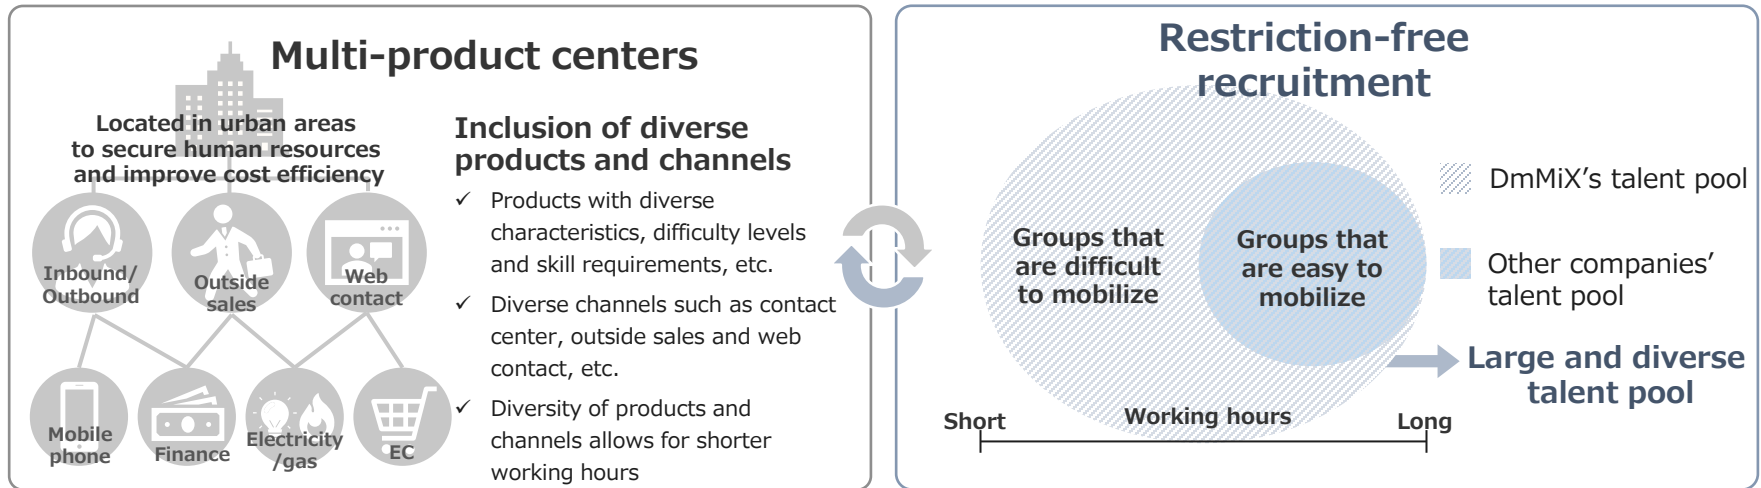 Multi-product centers
Located in urban areas
to secure human resources
and improve cost efficiency
Inbound/
Outbound
Outside
sales
Web
contact
Mobile
phone
Finance
Electricity
/gas
EC
Inclusion of diverse
products and channels
✓ Products with diverse
characteristics, difficulty levels
and skill requirements, etc.
✓ Diverse channels such as contact
center, outside sales and web
contact, etc.
✓ Diversity of products and
channels allows for shorter
working hours
Restriction-free
recruitment
Groups that
are difficult
to mobilize
Groups that
are easy to
mobilize
DmMiX’s talent pool
Other companies’
talent pool
Large and diverse
talent pool
Short
Working hours
Long